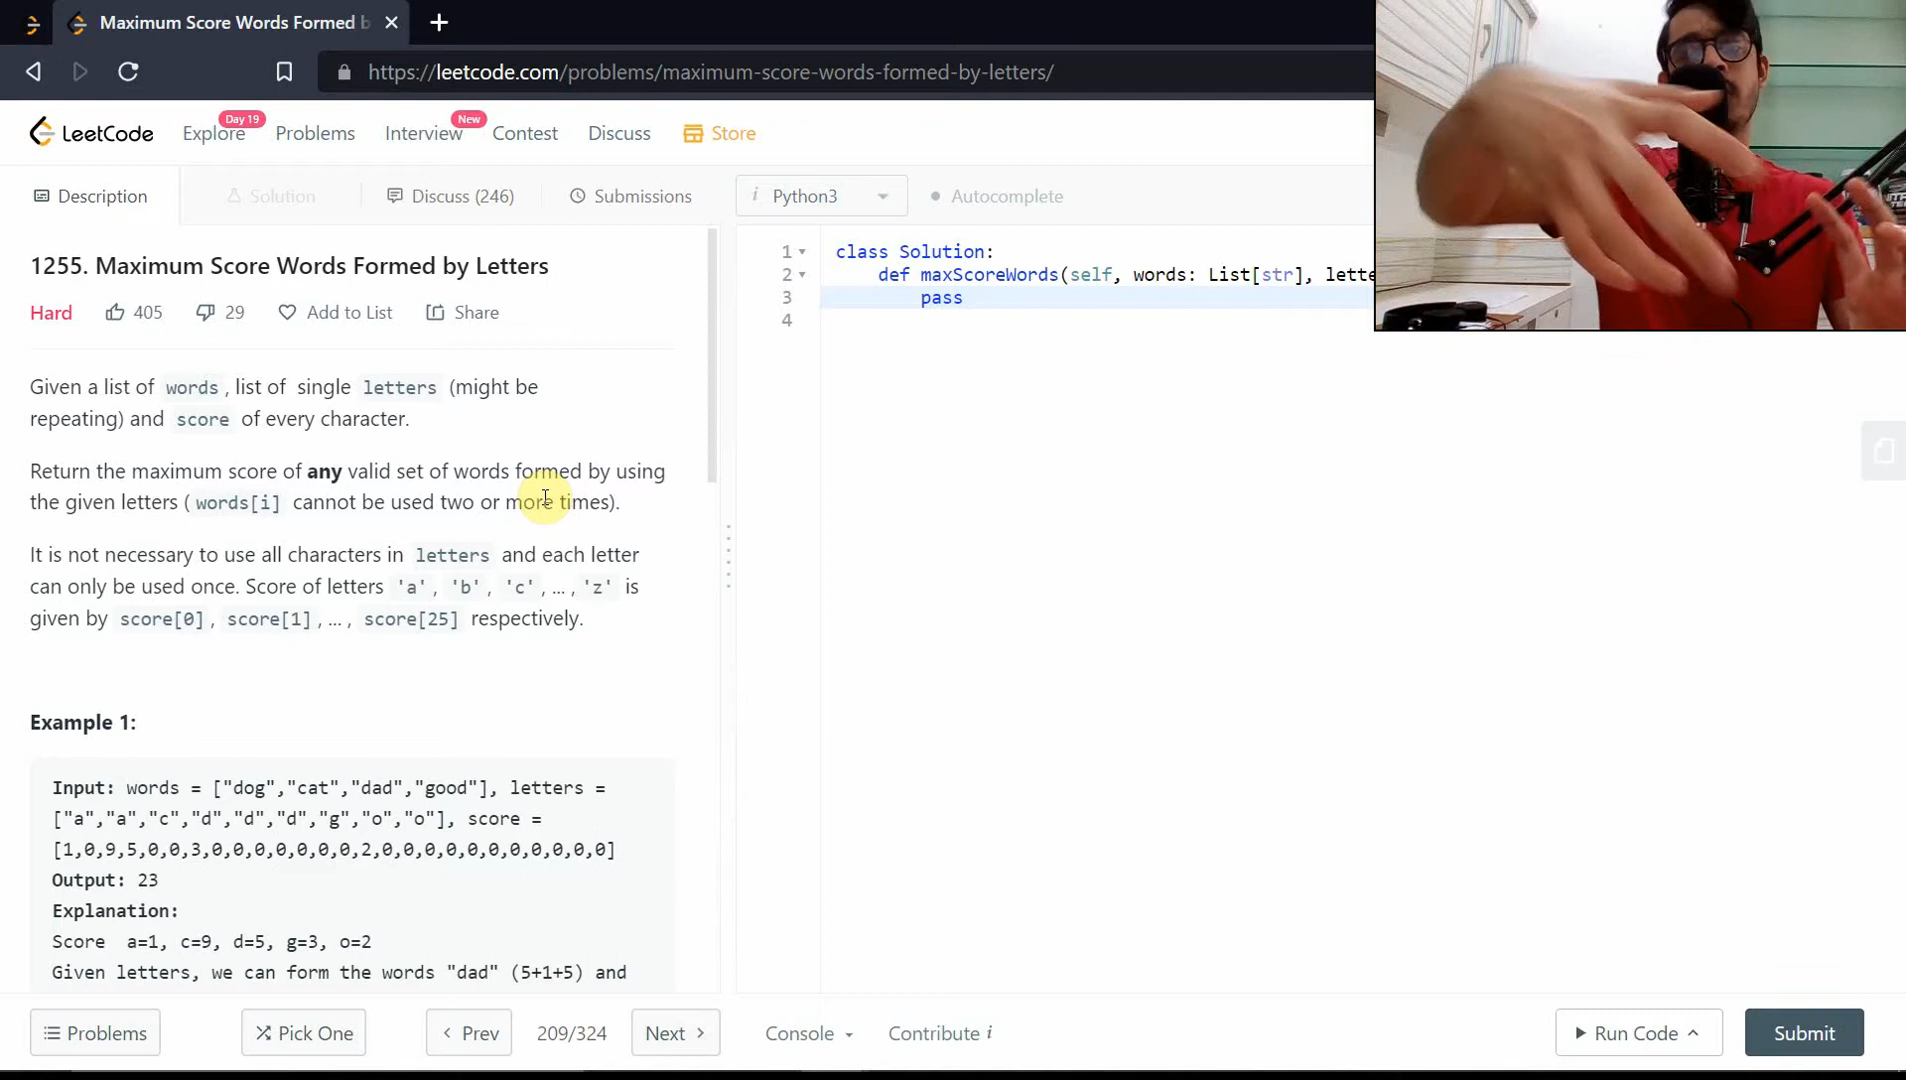 Maximum Score Words Formed b
https://leetcode.com/problems/maximum-score-words-formed-by-letters/
LeetCode
Explore
Day 19
Problems
Interview
New
Contest
Discuss
Store
Description
Solution
Discuss (246)
Submissions
i Python3
Autocomplete
1255. Maximum Score Words Formed by Letters
Hard 405 29 Add to List Share
Given a list of words, list of single letters (might be
repeating) and score of every character.
Return the maximum score of any valid set of words formed by using
the given letters (words[i] cannot be used two or more times).
It is not necessary to use all characters in letters and each letter
can only be used once. Score of letters 'a', 'b', 'c', ... ,'z' is
given by score[0], score[1], ... , score[25] respectively.
Example 1:
Input: words = ["dog","cat","dad","good"], letters =
["a","a","c","d","d","d","g","o","o"], score =
[1,0,9,5,0,0,3,0,0,0,0,0,0,0,2,0,0,0,0,0,0,0,0,0,0,0]
Output: 23
Explanation:
Score a=1, c=9, d=5, g=3, o=2
Given letters, we can form the words "dad" (5+1+5) and
1 class Solution:
2 def maxScoreWords(self, words: List[str], lette
3 pass
4
Problems
Pick One
Prev
209/324
Next
Console
Contribute i
Run Code
Submit